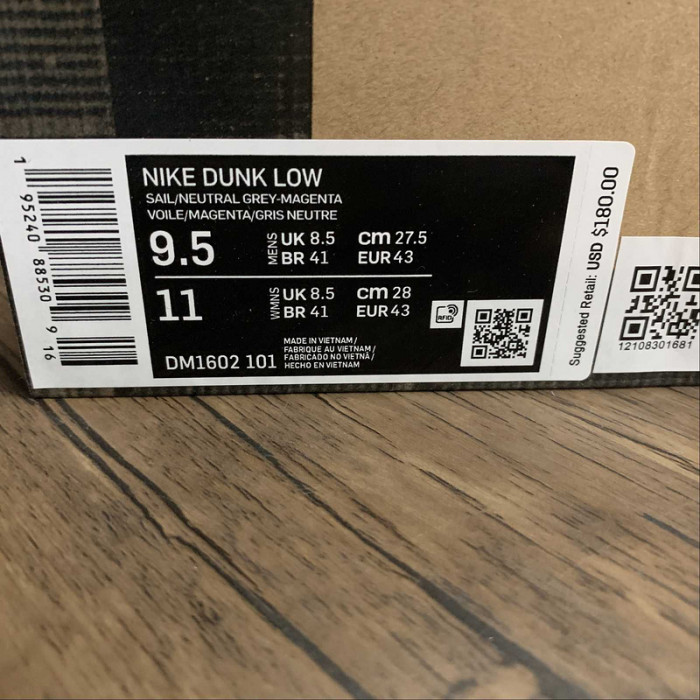 NIKE DUNK LOW
SAIL/NEUTRAL GREY-MAGENTA
VOILE/MAGENTA/GRIS NEUTRE
9.5 MENS UK 8.5 cm 27.5
BR 41 EUR 43
11 WMNS UK 8.5 cm 28
BR 41 EUR 43
RFID
DM1602 101
MADE IN VIETNAM /
FABRIQUE AU VIETNAM /
FABRICADO NO VIETNÃ /
HECHO EN VIETNAM
1 95240 88530 9 16
Suggested Retail: USD $180.00
12108301681